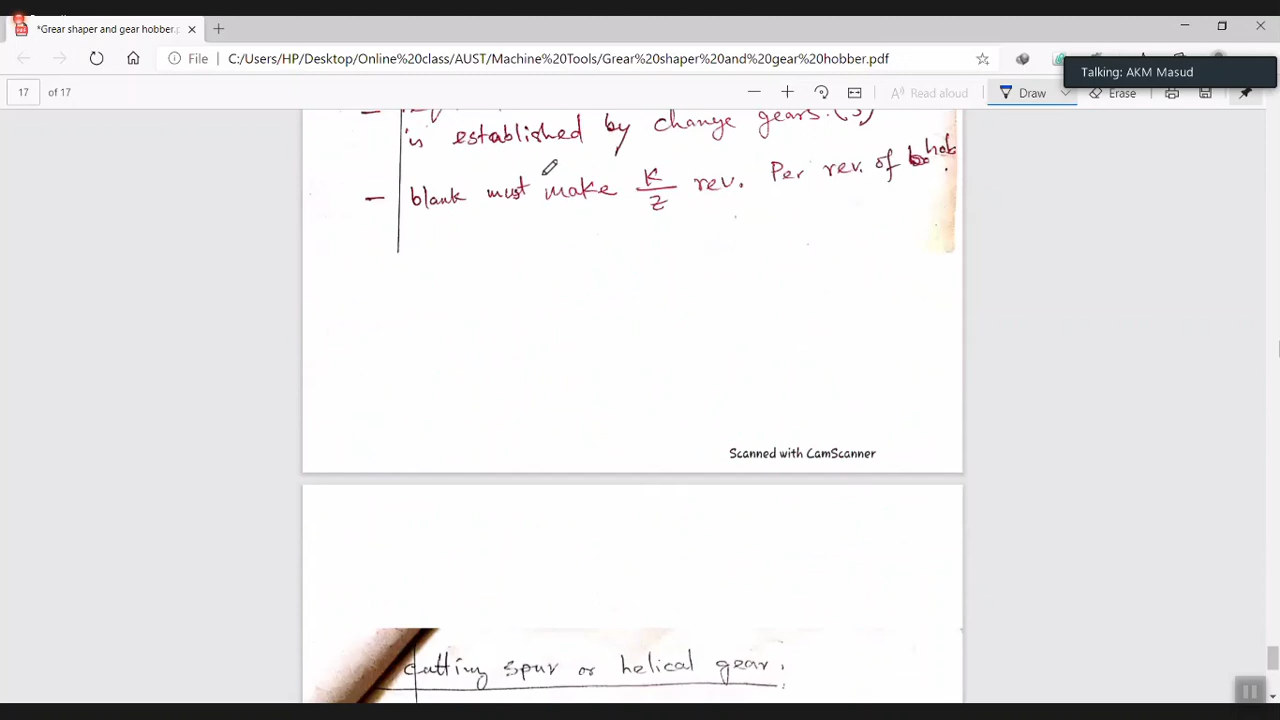 *Grear shaper and gear hobber.p
File
C:/Users/HP/Desktop/Online%20class/AUST/Machine%20Tools/Grear%20shaper%20and%20gear%20hobber.pdf
Talking: AKM Masud
17 of 17
Read aloud
Draw
Erase
is established by change gears. (5)
- blank must make K/Z rev. Per rev. of hob.
Scanned with CamScanner
Cutting spur or helical gear.